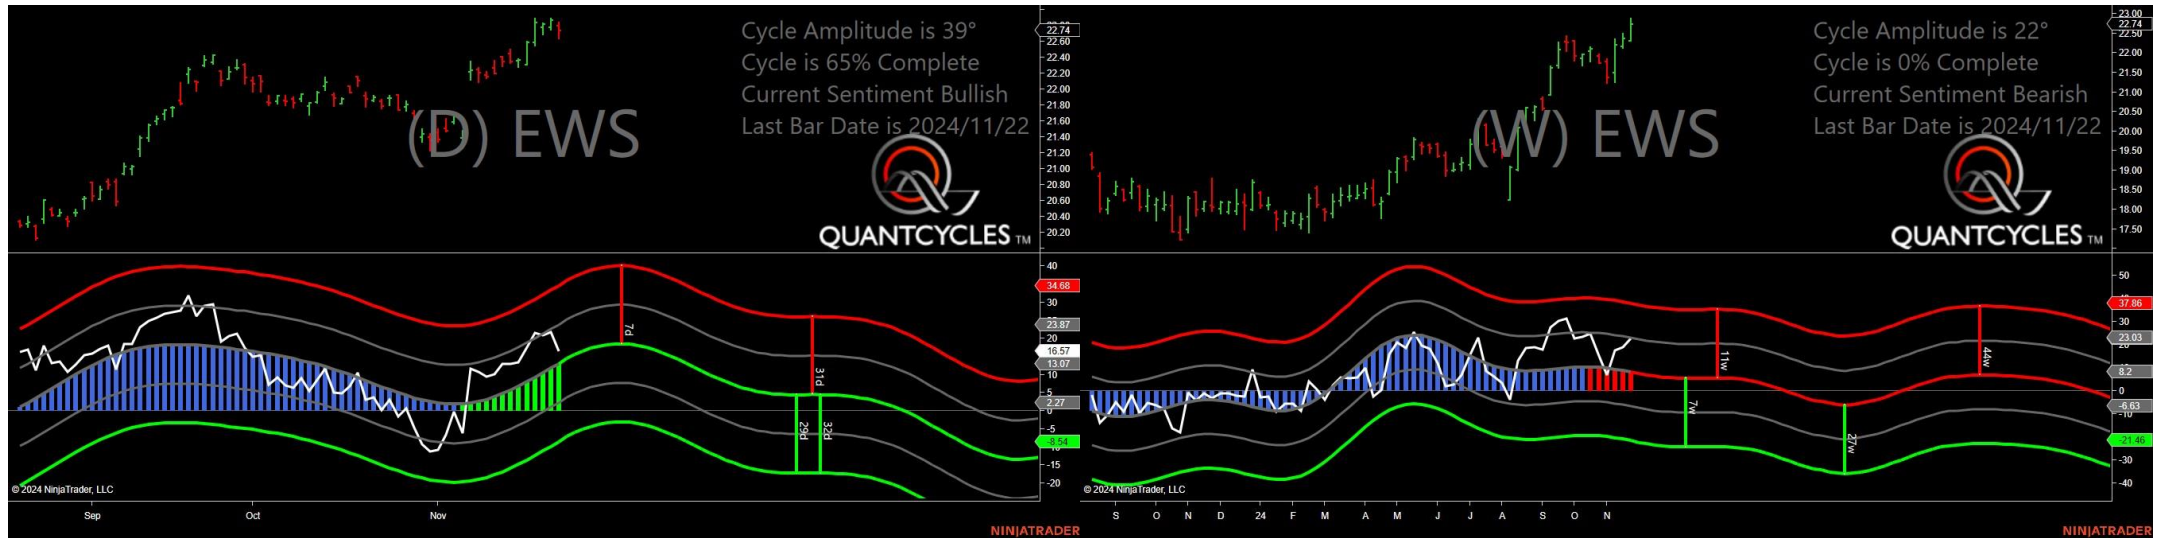 Cycle Amplitude is 39°
Cycle is 65% Complete
Current Sentiment Bullish
Last Bar Date is 2024/11/22
(D) EWS
QUANTCYCLES TM
22.74
22.60
22.40
22.20
22.00
21.80
21.60
21.40
21.20
21.00
20.80
20.60
20.40
20.20
40
34.68
30
23.87
20
16.57
13.07
10
5
2.27
0
-5
-8.54
-15
-20
7d
31d
29d
32d
© 2024 NinjaTrader, LLC
Sep
Oct
Nov
NINJATRADER
Cycle Amplitude is 22°
Cycle is 0% Complete
Current Sentiment Bearish
Last Bar Date is 2024/11/22
(W) EWS
QUANTCYCLES TM
23.00
22.74
22.50
22.00
21.50
21.00
20.50
20.00
19.50
19.00
18.50
18.00
17.50
50
37.86
30
23.03
20
8.2
0
-6.63
-10
-21.46
-30
-40
11w
44w
7w
27w
© 2024 NinjaTrader, LLC
S
O
N
D
24
F
M
A
M
J
J
A
S
O
N
NINJATRADER